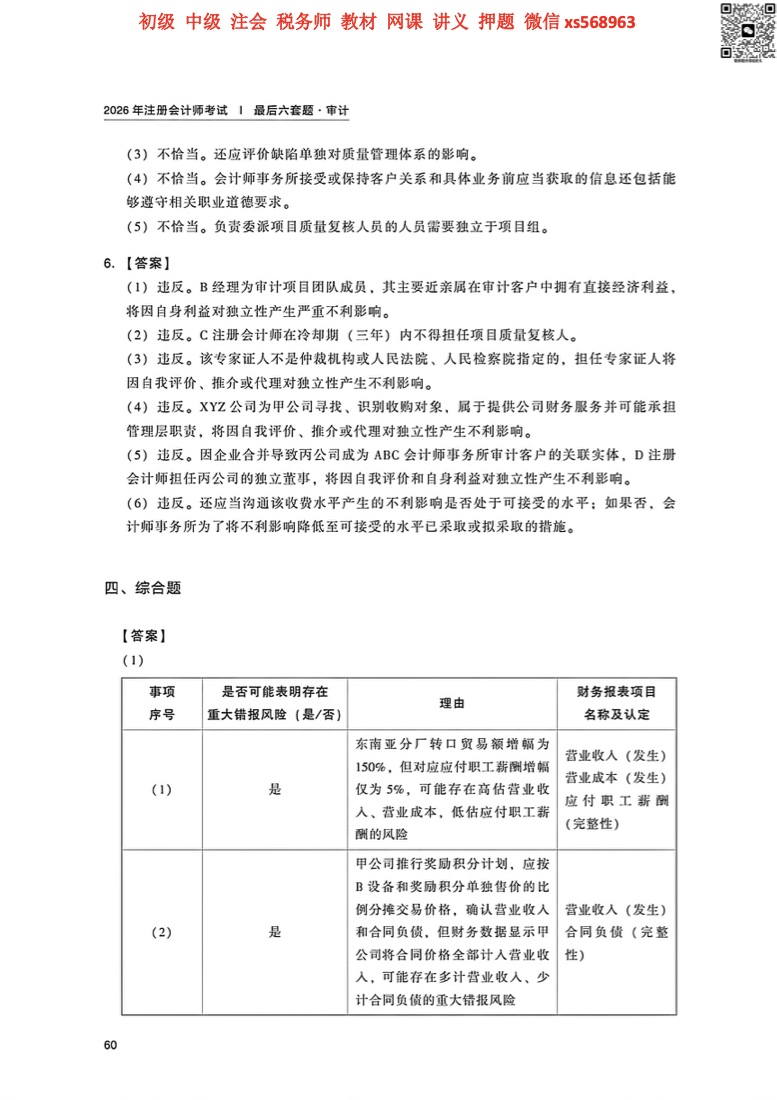 初级 中级 注会 税务师 教材 网课 讲义 押题 微信 xs568963
2026 年注册会计师考试 | 最后六套题·审计
(3) 不恰当。还应评价缺陷单独对质量管理体系的影响。
(4) 不恰当。会计师事务所接受或保持客户关系和具体业务前应当获取的信息还包括能
够遵守相关职业道德要求。
(5) 不恰当。负责委派项目质量复核人员的人员需要独立于项目组。
6. 【答案】
(1) 违反。B 经理为审计项目团队成员，其主要近亲属在审计客户中拥有直接经济利益，
将因自身利益对独立性产生严重不利影响。
(2) 违反。C 注册会计师在冷却期（三年）内不得担任项目质量复核人。
(3) 违反。该专家证人不是仲裁机构或人民法院、人民检察院指定的，担任专家证人将
因自我评价、推介或代理对独立性产生不利影响。
(4) 违反。XYZ 公司为甲公司寻找、识别收购对象，属于提供公司财务服务并可能承担
管理层职责，将因自我评价、推介或代理对独立性产生不利影响。
(5) 违反。因企业合并导致丙公司成为 ABC 会计师事务所审计客户的关联实体，D 注册
会计师担任丙公司的独立董事，将因自我评价和自身利益对独立性产生不利影响。
(6) 违反。还应当沟通该收费水平产生的不利影响是否处于可接受的水平；如果否，会
计师事务所为了将不利影响降低至可接受的水平已采取或拟采取的措施。
四、综合题
【答案】
(1)
事项
序号
是否可能表明存在
重大错报风险（是/否）
理由
财务报表项目
名称及认定
(1)
是
东南亚分厂转口贸易额增幅为
150%，但对应应付职工薪酬增幅
仅为 5%，可能存在高估营业收
入、营业成本，低估应付职工薪
酬的风险
营业收入（发生）
营业成本（发生）
应付职工薪酬
（完整性）
(2)
是
甲公司推行奖励积分计划，应按
B 设备和奖励积分单独售价的比
例分摊交易价格，确认营业收入
和合同负债，但财务数据显示甲
公司将合同价格全部计入营业收
入，可能存在多计营业收入、少
计合同负债的重大错报风险
营业收入（发生）
合同负债（完整
性）
60